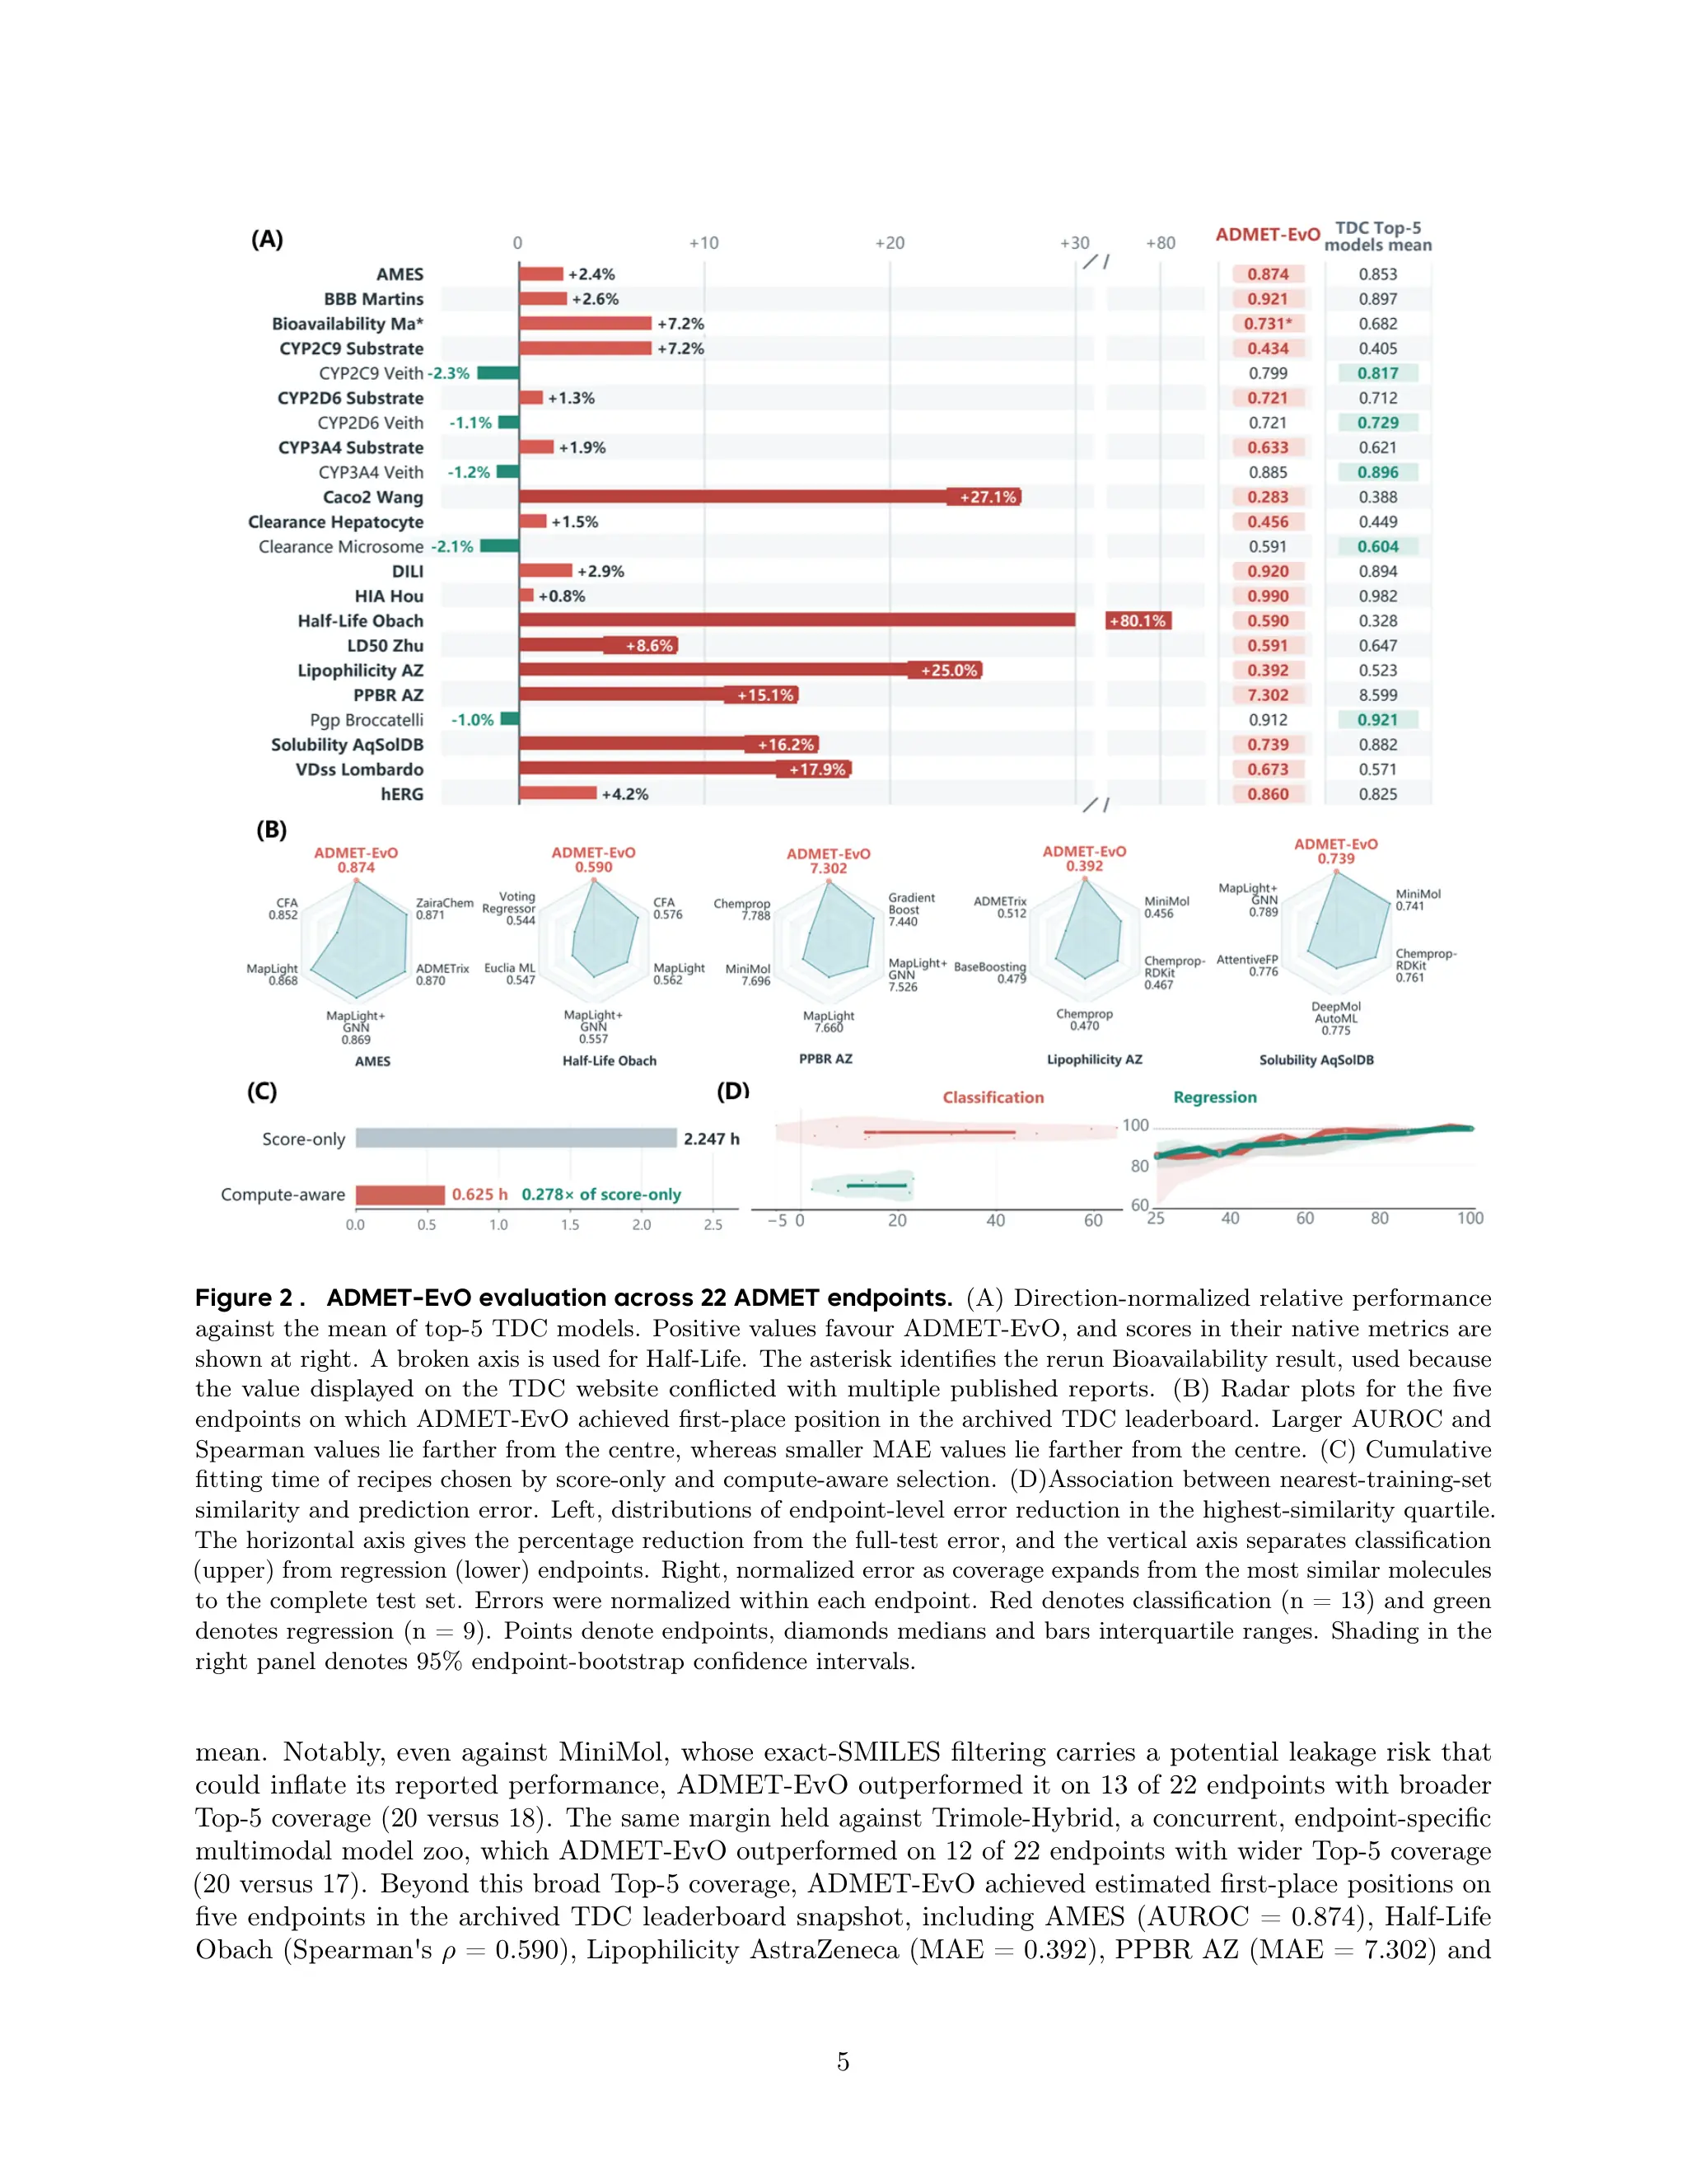 (A)
0 +10 +20 +30 +80 ADMET-EvO TDC Top-5 models mean
AMES +2.4% 0.874 0.853
BBB Martins +2.6% 0.921 0.897
Bioavailability Ma* +7.2% 0.731* 0.682
CYP2C9 Substrate +7.2% 0.434 0.405
CYP2C9 Veith -2.3% 0.799 0.817
CYP2D6 Substrate +1.3% 0.721 0.712
CYP2D6 Veith -1.1% 0.721 0.729
CYP3A4 Substrate +1.9% 0.633 0.621
CYP3A4 Veith -1.2% 0.885 0.896
Caco2 Wang +27.1% 0.283 0.388
Clearance Hepatocyte +1.5% 0.456 0.449
Clearance Microsome -2.1% 0.591 0.604
DILI +2.9% 0.920 0.894
HIA Hou +0.8% 0.990 0.982
Half-Life Obach +80.1% 0.590 0.328
LD50 Zhu +8.6% 0.591 0.647
Lipophilicity AZ +25.0% 0.392 0.523
PPBR AZ +15.1% 7.302 8.599
Pgp Broccatelli -1.0% 0.912 0.921
Solubility AqSolDB +16.2% 0.739 0.882
VDss Lombardo +17.9% 0.673 0.571
hERG +4.2% 0.860 0.825
(B)
ADMET-EvO
0.874
ZairaChem
0.871
ADMETrix
0.870
MapLight+
GNN
0.869
MapLight
0.868
CFA
0.852
AMES
ADMET-EvO
0.590
CFA
0.576
MapLight
0.562
MapLight+
GNN
0.557
Euclia ML
0.547
Voting
Regressor
0.544
Half-Life Obach
ADMET-EvO
7.302
Gradient
Boost
7.440
MapLight+
GNN
7.526
MapLight
7.660
MiniMol
7.696
Chemprop
7.788
PPBR AZ
ADMET-EvO
0.392
MiniMol
0.456
Chemprop-
RDKit
0.467
Chemprop
0.470
BaseBoosting
0.479
ADMETrix
0.512
Lipophilicity AZ
ADMET-EvO
0.739
MiniMol
0.741
Chemprop-
RDKit
0.761
DeepMol
AutoML
0.775
AttentiveFP
0.776
MapLight+
GNN
0.789
Solubility AqSolDB
(C)
Score-only 2.247 h
Compute-aware 0.625 h 0.278× of score-only
0.0 0.5 1.0 1.5 2.0 2.5
(D)
Classification Regression
−5 0 20 40 60
100
80
60
25 40 60 80 100
Figure 2 . ADMET-EvO evaluation across 22 ADMET endpoints. (A) Direction-normalized relative performance
against the mean of top-5 TDC models. Positive values favour ADMET-EvO, and scores in their native metrics are
shown at right. A broken axis is used for Half-Life. The asterisk identifies the rerun Bioavailability result, used because
the value displayed on the TDC website conflicted with multiple published reports. (B) Radar plots for the five
endpoints on which ADMET-EvO achieved first-place position in the archived TDC leaderboard. Larger AUROC and
Spearman values lie farther from the centre, whereas smaller MAE values lie farther from the centre. (C) Cumulative
fitting time of recipes chosen by score-only and compute-aware selection. (D)Association between nearest-training-set
similarity and prediction error. Left, distributions of endpoint-level error reduction in the highest-similarity quartile.
The horizontal axis gives the percentage reduction from the full-test error, and the vertical axis separates classification
(upper) from regression (lower) endpoints. Right, normalized error as coverage expands from the most similar molecules
to the complete test set. Errors were normalized within each endpoint. Red denotes classification (n = 13) and green
denotes regression (n = 9). Points denote endpoints, diamonds medians and bars interquartile ranges. Shading in the
right panel denotes 95% endpoint-bootstrap confidence intervals.
mean. Notably, even against MiniMol, whose exact-SMILES filtering carries a potential leakage risk that
could inflate its reported performance, ADMET-EvO outperformed it on 13 of 22 endpoints with broader
Top-5 coverage (20 versus 18). The same margin held against Trimole-Hybrid, a concurrent, endpoint-specific
multimodal model zoo, which ADMET-EvO outperformed on 12 of 22 endpoints with wider Top-5 coverage
(20 versus 17). Beyond this broad Top-5 coverage, ADMET-EvO achieved estimated first-place positions on
five endpoints in the archived TDC leaderboard snapshot, including AMES (AUROC = 0.874), Half-Life
Obach (Spearman's ρ = 0.590), Lipophilicity AstraZeneca (MAE = 0.392), PPBR AZ (MAE = 7.302) and
5